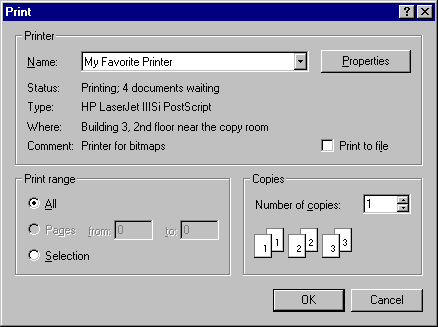 Print
Printer
Name: My Favorite Printer Properties
Status: Printing; 4 documents waiting
Type: HP LaserJet IIISi PostScript
Where: Building 3, 2nd floor near the copy room
Comment: Printer for bitmaps Print to file
Print range
All
Pages from: 0 to: 0
Selection
Copies
Number of copies: 1
1 1 2 2 3 3
OK Cancel